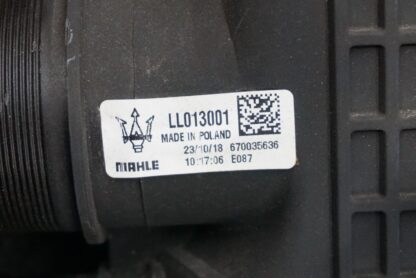 LL013001
MADE IN POLAND
23/10/18 670035636
MAHLE 10:17:06 E087